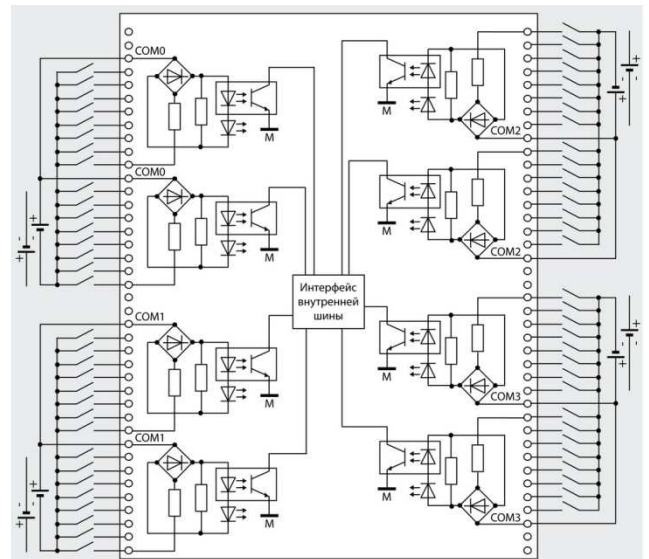 COM0
M
COM0
M
COM1
M
COM1
M
Интерфейс
внутренней
шины
COM2
M
COM2
M
COM3
M
COM3
M
+ -
+ -
+ -
+ -
+ -
+ -
+ -
+ -